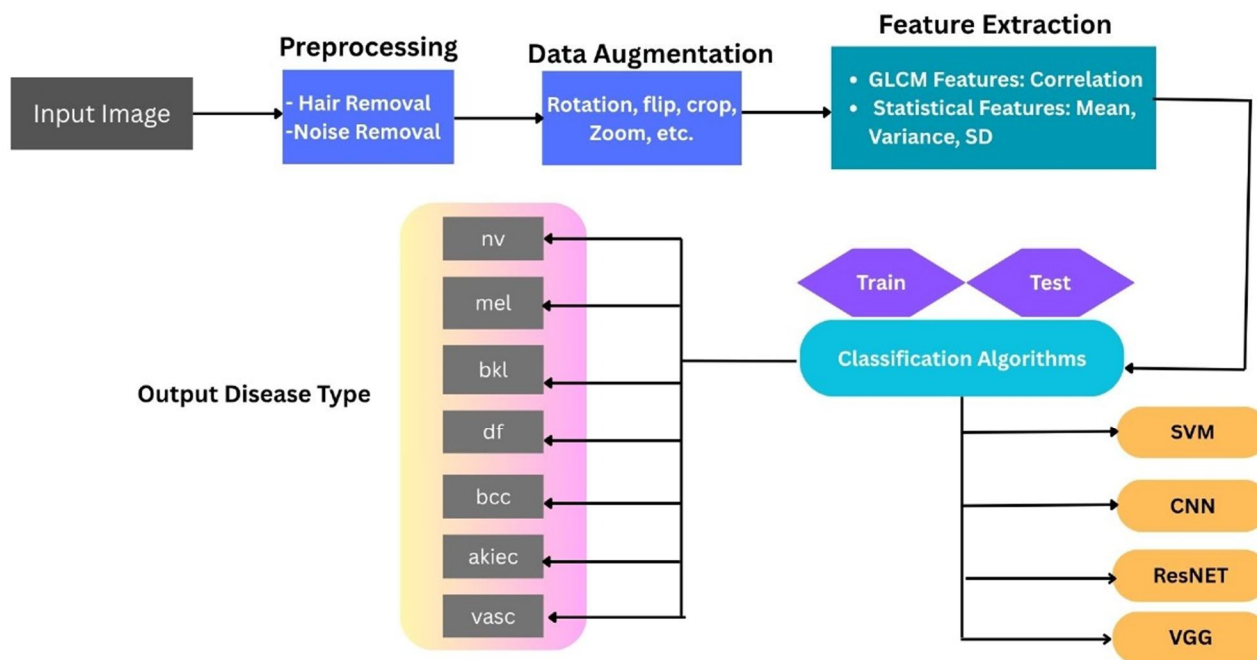 Input Image
Preprocessing
- Hair Removal
-Noise Removal
Data Augmentation
Rotation, flip, crop,
Zoom, etc.
Feature Extraction
• GLCM Features: Correlation
• Statistical Features: Mean,
Variance, SD
Train
Test
Classification Algorithms
SVM
CNN
ResNET
VGG
Output Disease Type
nv
mel
bkl
df
bcc
akiec
vasc